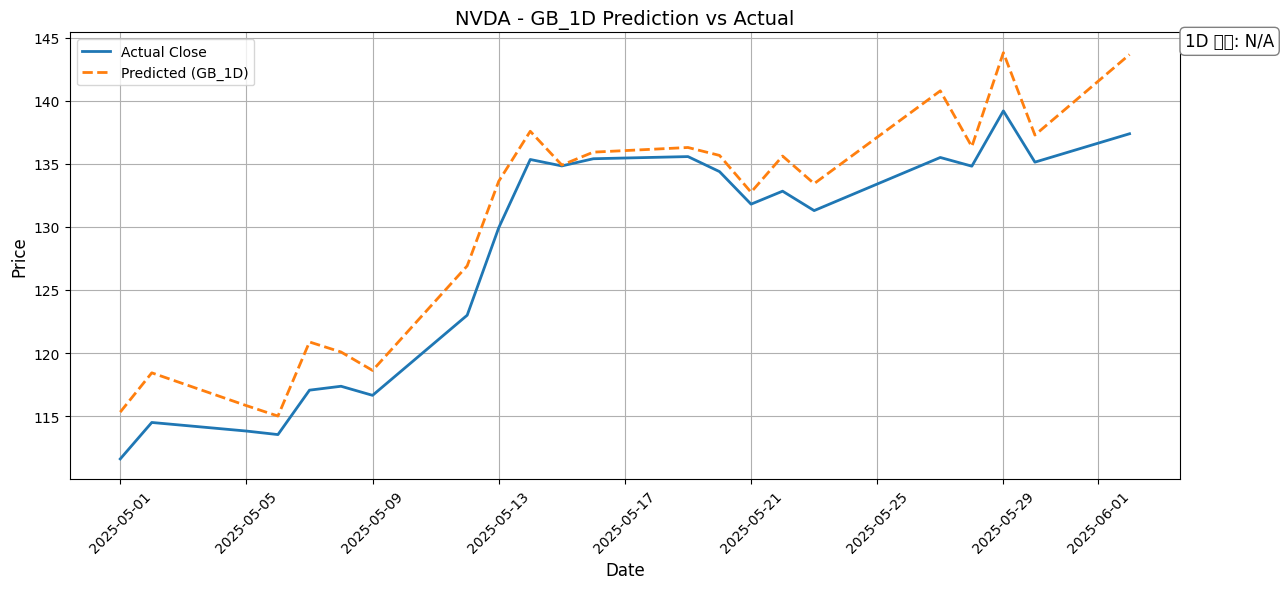 NVDA - GB_1D Prediction vs Actual
1D : N/A
Actual Close
Predicted (GB_1D)
Price
145
140
135
130
125
120
115
2025-05-01
2025-05-05
2025-05-09
2025-05-13
2025-05-17
2025-05-21
2025-05-25
2025-05-29
2025-06-01
Date